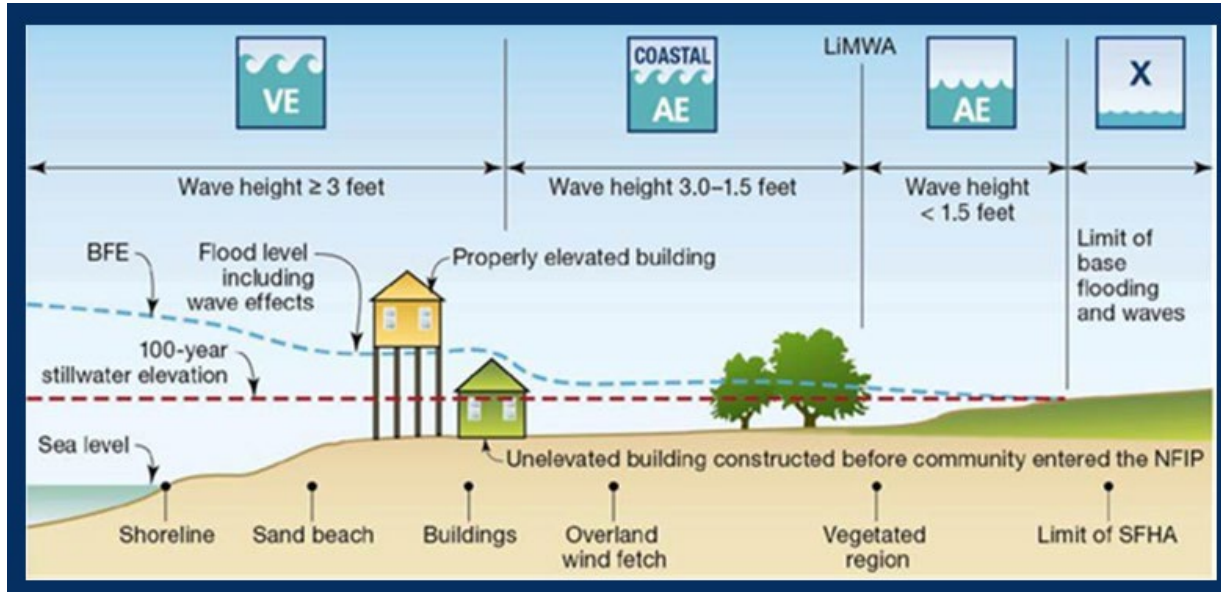 VE
COASTAL
AE
LiMWA
AE
X
Wave height ≥ 3 feet
Wave height 3.0–1.5 feet
Wave height
< 1.5 feet
BFE
Flood level
including
wave effects
Properly elevated building
Limit of
base
flooding
and waves
100-year
stillwater elevation
Sea level
Unelevated building constructed before community entered the NFIP
Shoreline
Sand beach
Buildings
Overland
wind fetch
Vegetated
region
Limit of SFHA